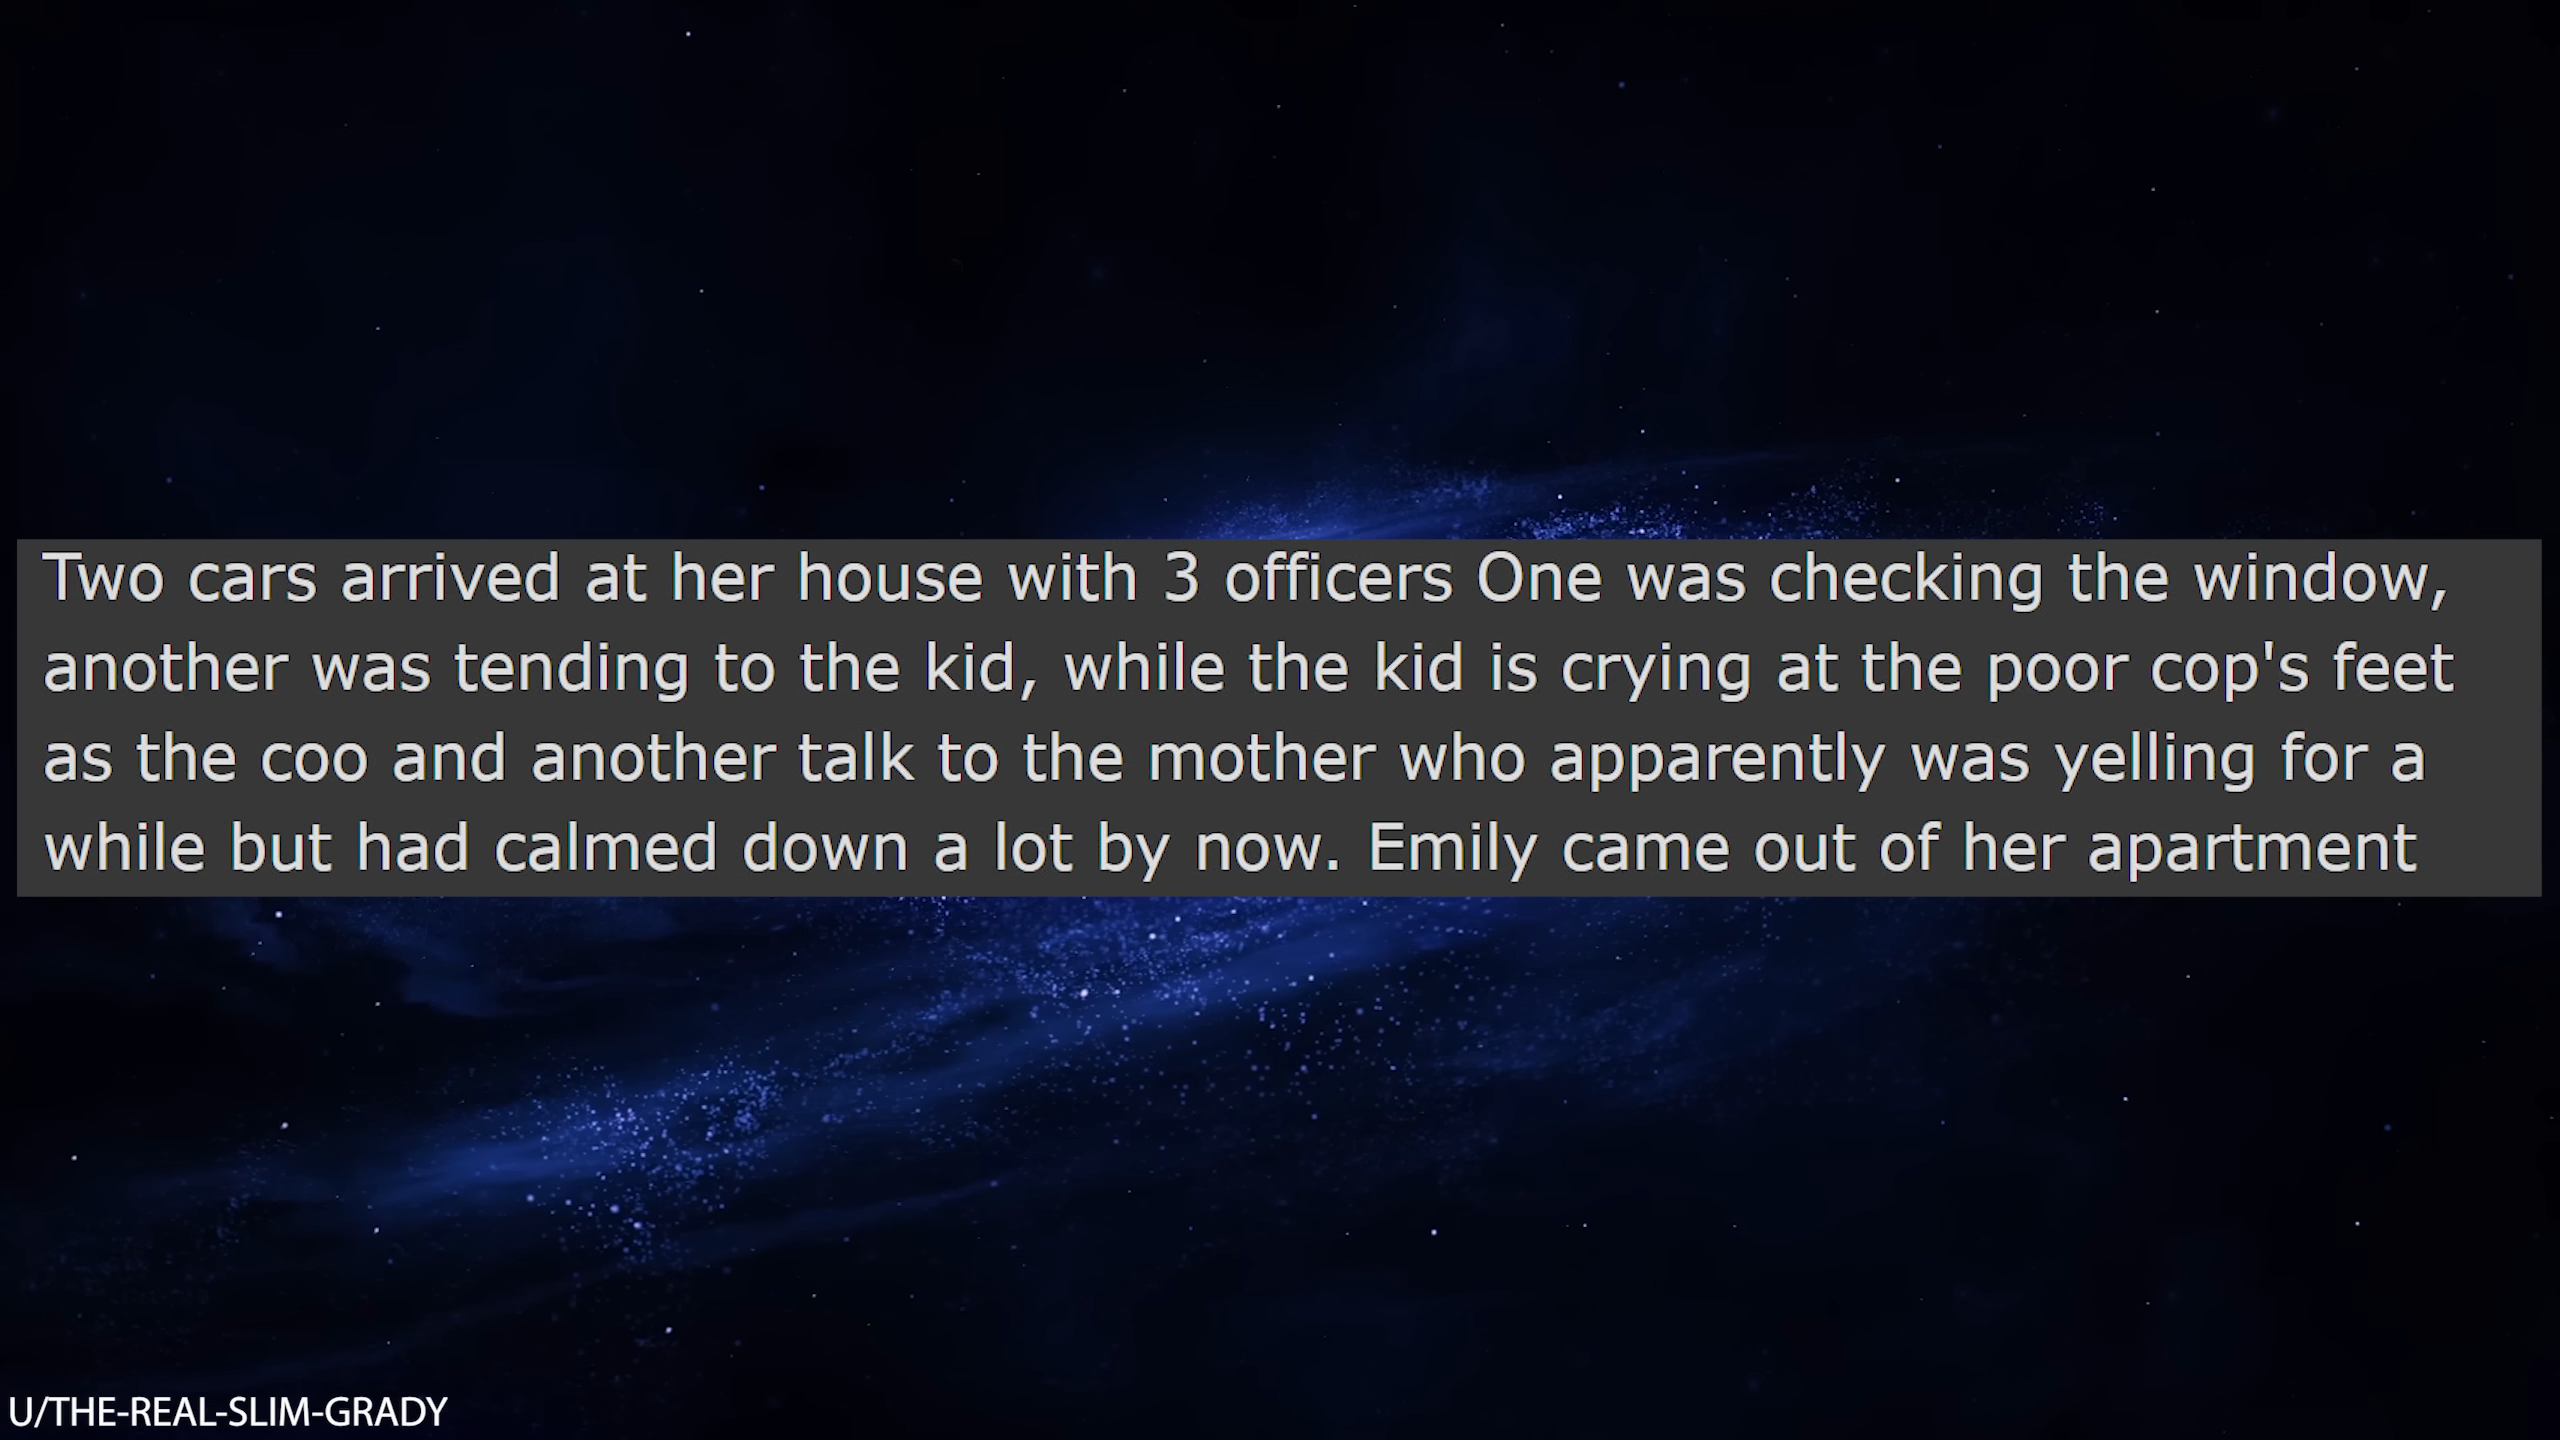 Two cars arrived at her house with 3 officers One was checking the window,
another was tending to the kid, while the kid is crying at the poor cop's feet
as the coo and another talk to the mother who apparently was yelling for a
while but had calmed down a lot by now. Emily came out of her apartment
U/THE-REAL-SLIM-GRADY